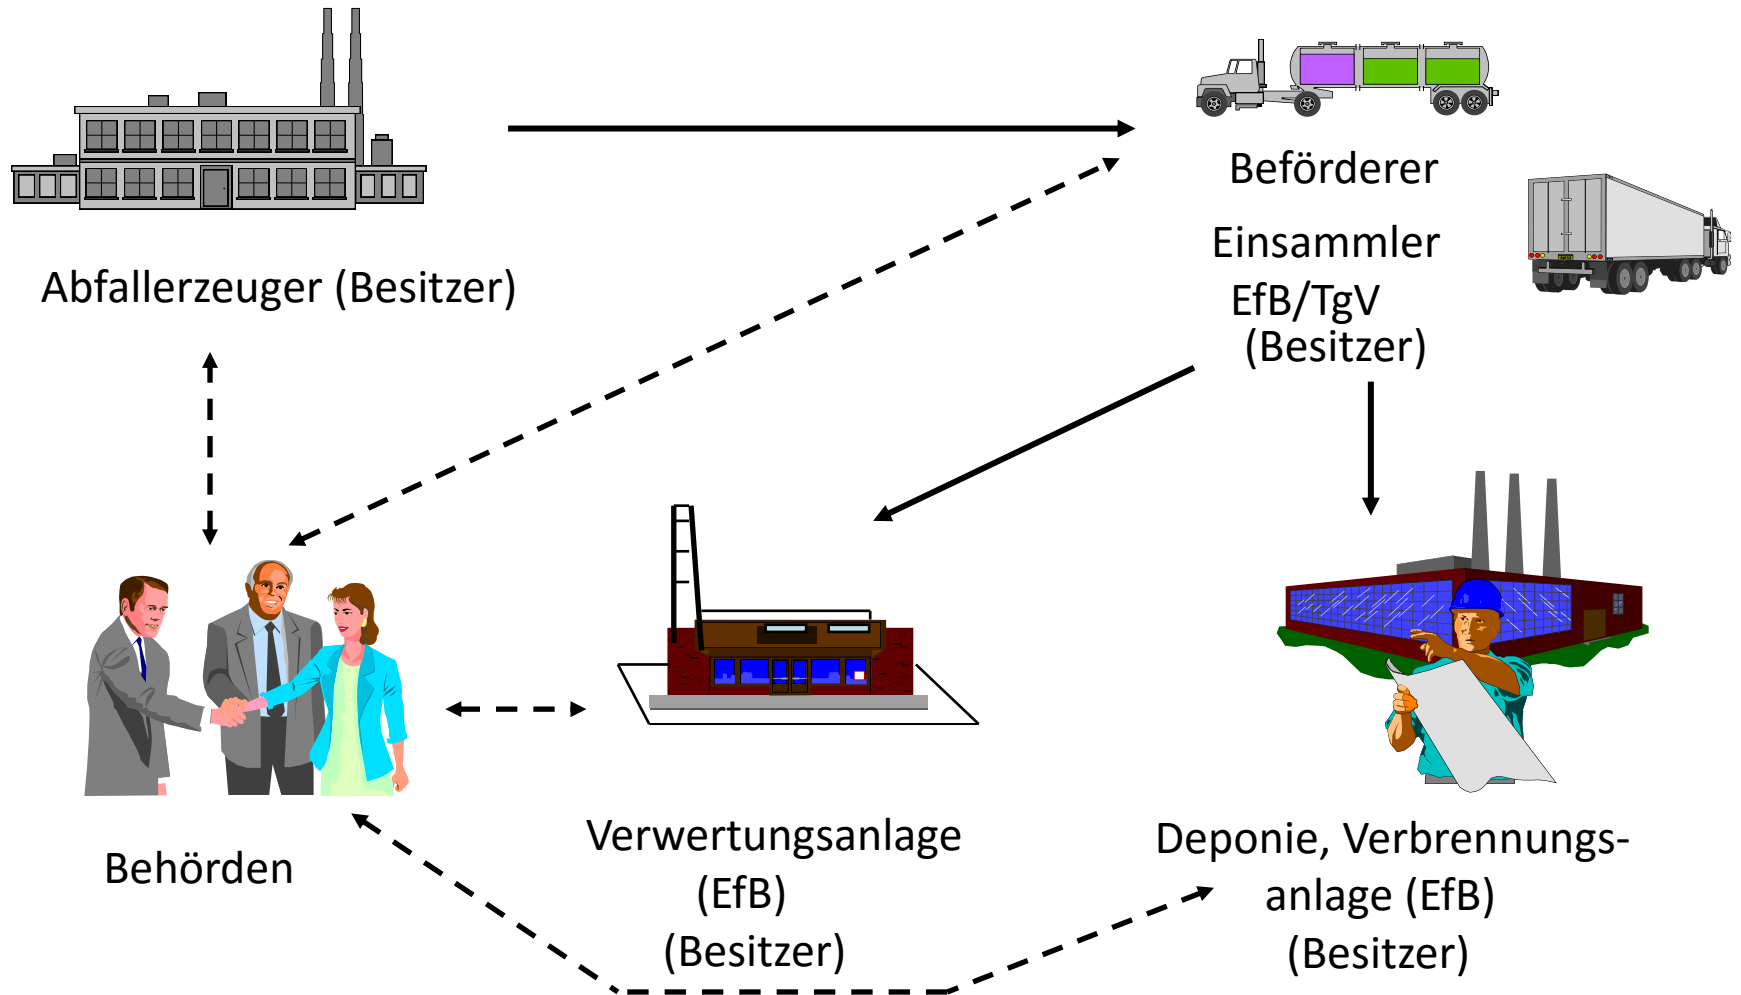 Beförderer
Einsammler
Abfallerzeuger (Besitzer)
EfB/TgV
(Besitzer)
Verwertungsanlage
(EfB)
(Besitzer)
Deponie, Verbrennungs-
anlage (EfB)
(Besitzer)
Behörden